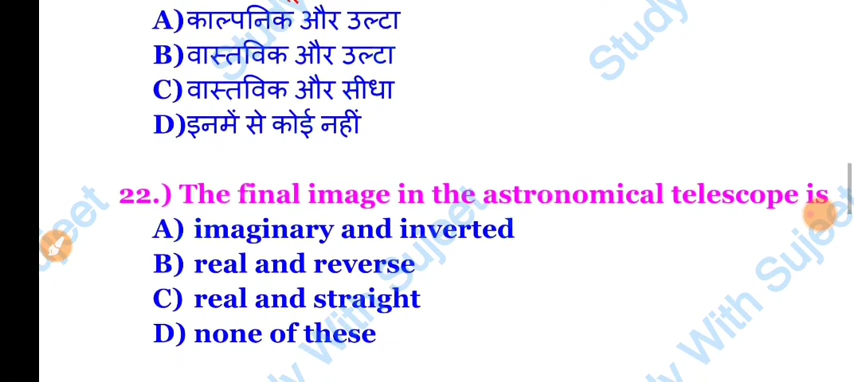 A)काल्पनिक और उल्टा
B)वास्तविक और उल्टा
C)वास्तविक और सीधा
D)इनमें से कोई नहीं
22.) The final image in the astronomical telescope is
A) imaginary and inverted
B) real and reverse
C) real and straight
D) none of these